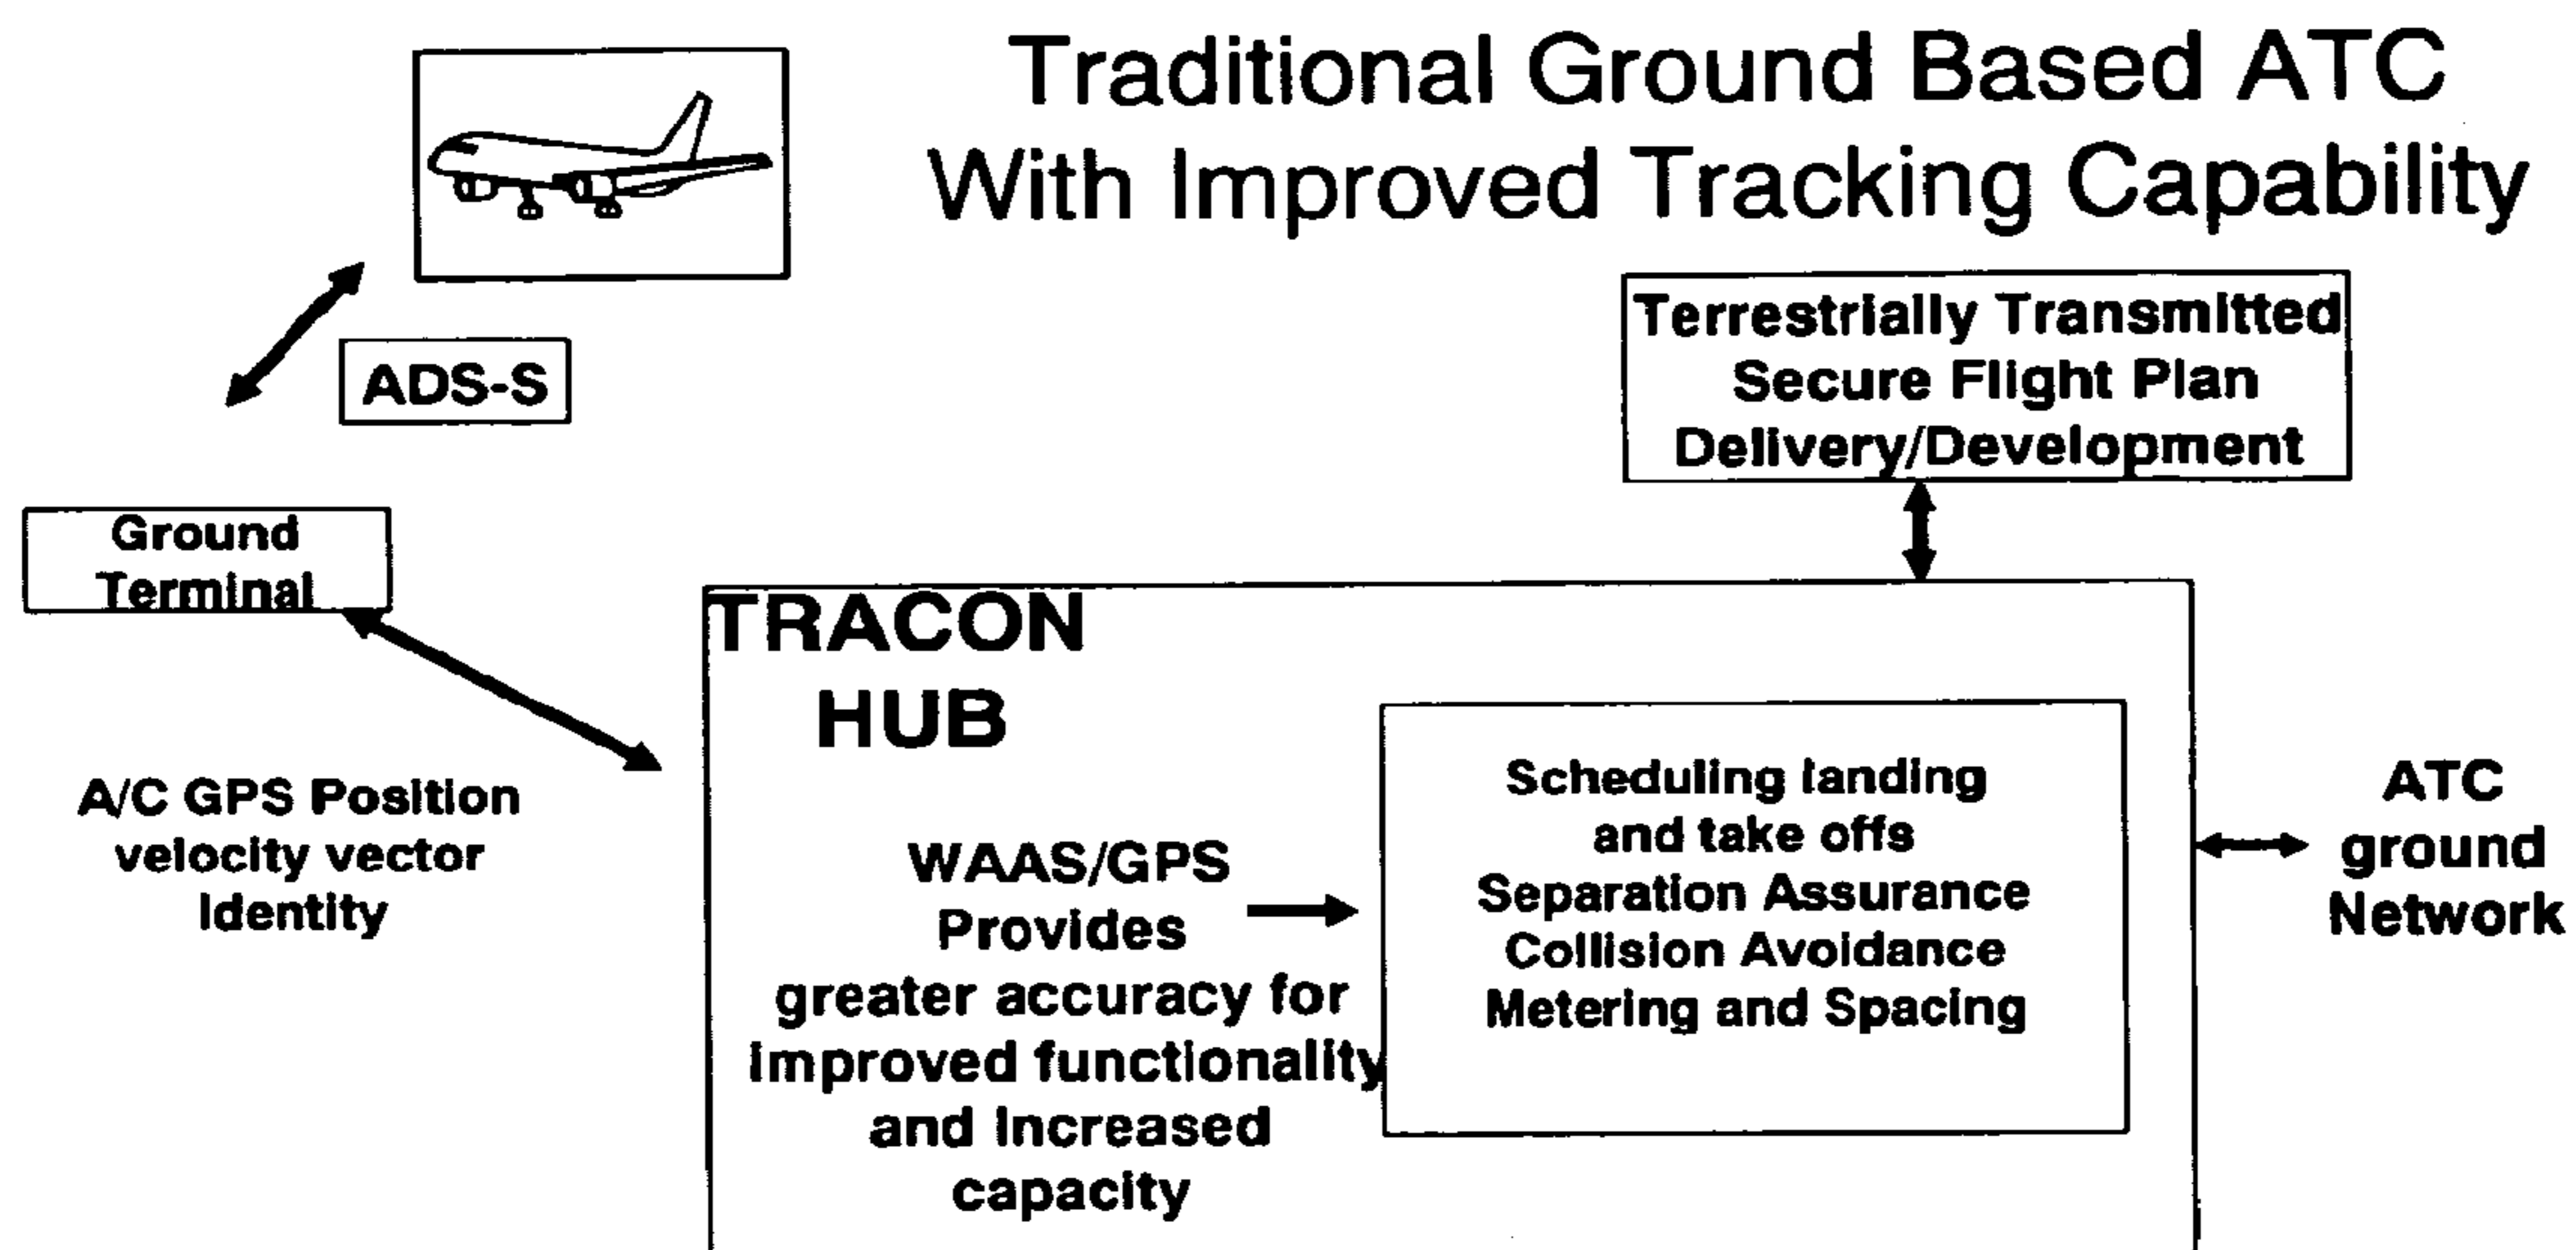 Traditional Ground Based ATC
With Improved Tracking Capability
ADS-S
Terrestrially Transmitted
Secure Flight Plan
Delivery/Development
Ground
Terminal
TRACON
HUB
A/C GPS Position
velocity vector
Identity
WAAS/GPS
Provides
greater accuracy for
Improved functionality
and Increased
capacity
Scheduling landing
and take offs
Separation Assurance
Collision Avoidance
Metering and Spacing
ATC
ground
Network